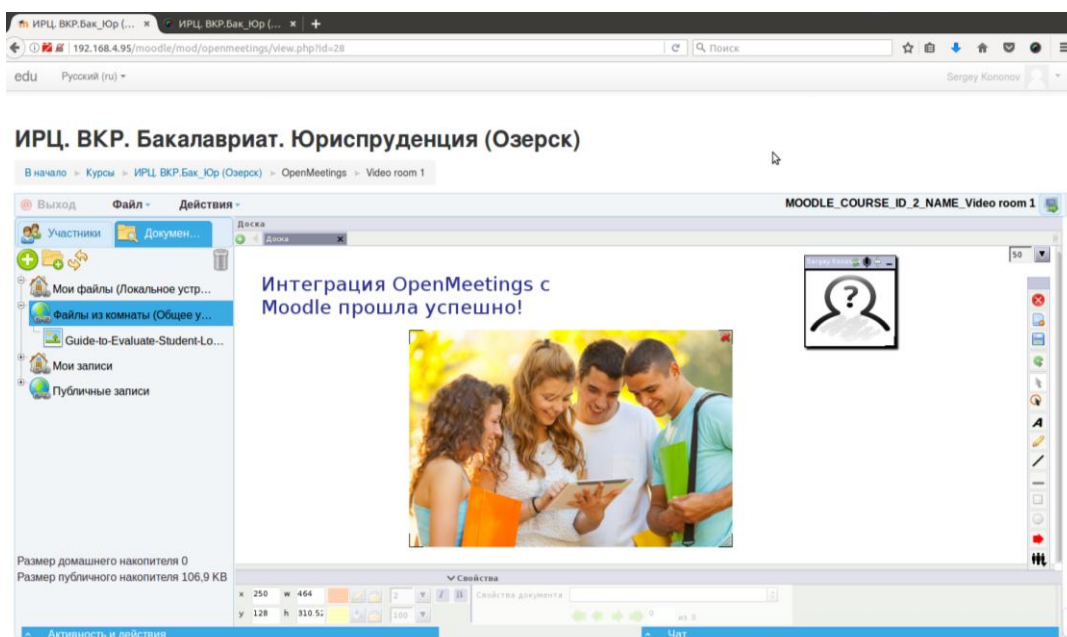 ИРЦ. ВКР.Бак_Юр (... × ИРЦ. ВКР.Бак_Юр (... × +
192.168.4.95/moodle/mod/openmeetings/view.php?id=28 Поиск
edu Русский (ru) Sergey Kononov
ИРЦ. ВКР. Бакалавриат. Юриспруденция (Озерск)
В начало ► Курсы ► ИРЦ. ВКР.Бак_Юр (Озерск) ► OpenMeetings ► Video room 1
Выход Файл Действия MOODLE_COURSE_ID_2_NAME_Video room 1
Участники Докумен...
Доска
Доска
50
Мои файлы (Локальное устр...
Файлы из комнаты (Общее у...
Guide-to-Evaluate-Student-Lo...
Мои записи
Публичные записи
Интеграция OpenMeetings с
Moodle прошла успешно!
Размер домашнего накопителя 0
Размер публичного накопителя 106,9 KB
Свойства
x 250 w 464 2 I B Свойства документа
y 128 h 310.5 100 0 из 0
Активность и действия Чат